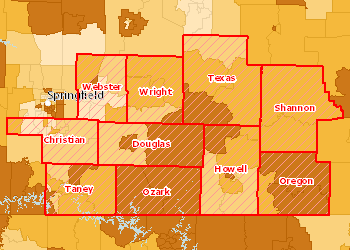 Texas
Webster
Wright
Springfield
Shannon
Christian
Douglas
Howell
Taney
Ozark
Oregon